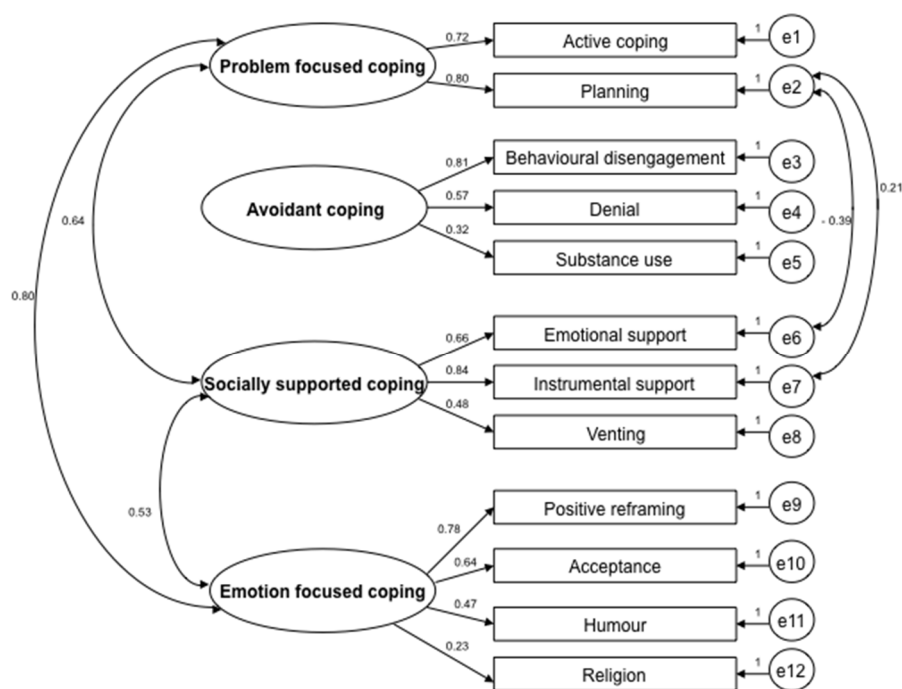 0.72
Active coping
1
e1
Problem focused coping
0.80
Planning
1
e2
0.81
Behavioural disengagement
1
e3
Avoidant coping
0.57
Denial
1
e4
0.32
Substance use
1
e5
0.21
- 0.39
0.64
0.80
0.66
Emotional support
1
e6
Socially supported coping
0.84
Instrumental support
1
e7
0.48
Venting
1
e8
0.53
0.78
Positive reframing
1
e9
Emotion focused coping
0.64
Acceptance
1
e10
0.47
Humour
1
e11
0.23
Religion
1
e12